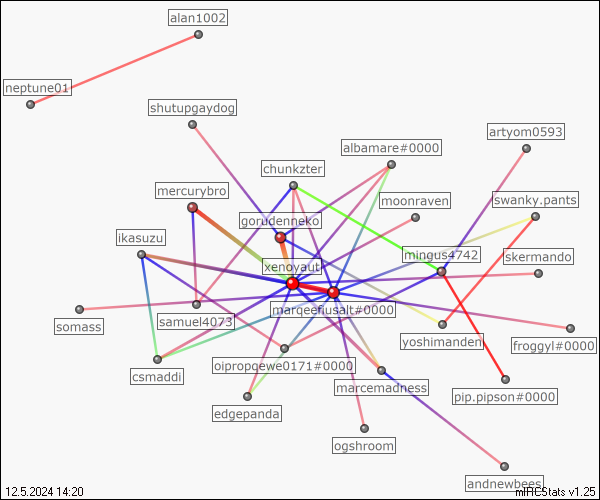 alan1002
neptune01
shutupgaydog
artyom0593
albamare#0000
chunkzter
mercurybro
moonraven
swanky.pants
gorudenneko
ikasuzu
mingus4742
skermando
xenoyaut
marqeefiusalt#0000
samuel4073
somass
yoshimanden
froggyl#0000
oipropgewe0171#0000
csmaddi
marcemadness
pip.pipson#0000
edgepanda
ogshroom
andnewbees
12.5.2024 14:20
mIRCStats v1.25